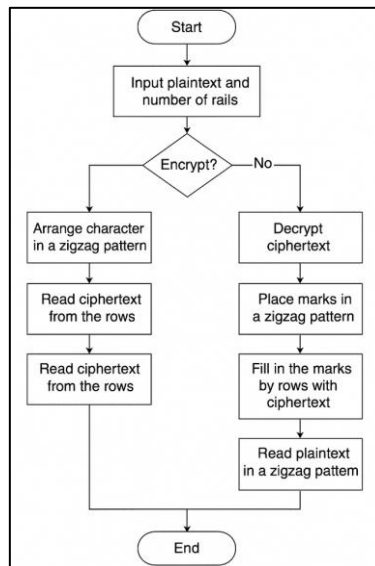 Start
Input plaintext and
number of rails
Encrypt?
No
Arrange character
in a zigzag pattern
Read ciphertext
from the rows
Read ciphertext
from the rows
Decrypt
ciphertext
Place marks in
a zigzag pattern
Fill in the marks
by rows with
ciphertext
Read plaintext
in a zigzag pattem
End